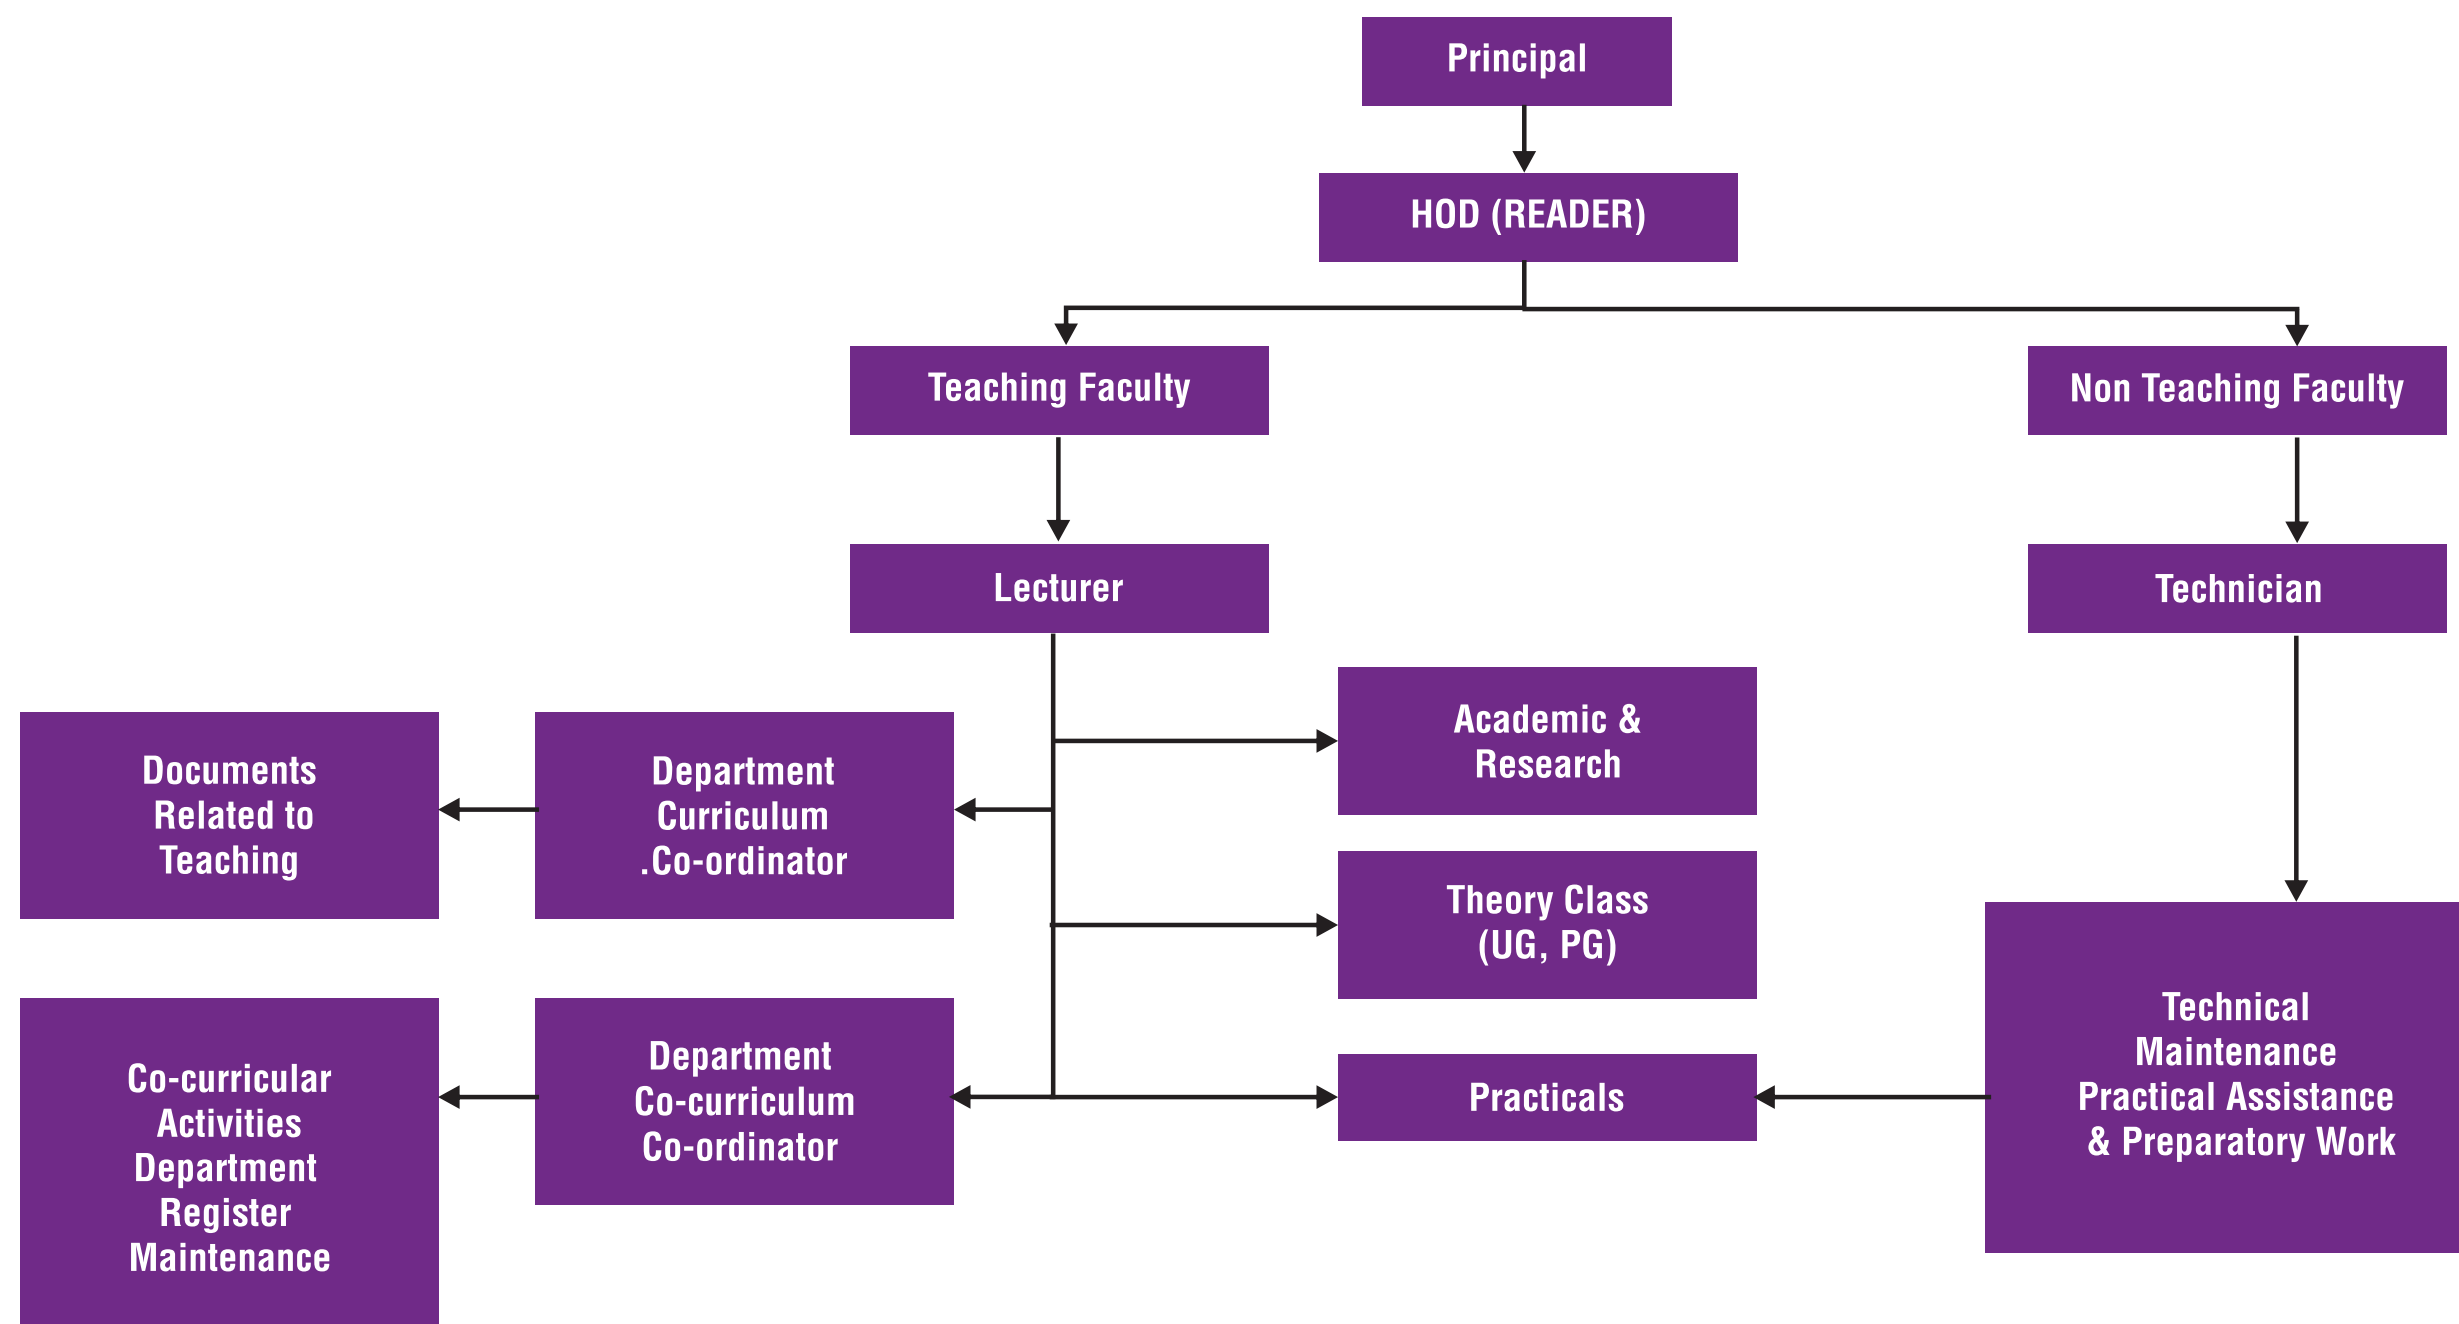 Principal
HOD (READER)
Teaching Faculty
Non Teaching Faculty
Lecturer
Technician
Academic &
Research
Documents
Related to
Teaching
Department
Curriculum
.Co-ordinator
Theory Class
(UG, PG)
Co-curricular
Activities
Department
Register
Maintenance
Department
Co-curriculum
Co-ordinator
Practicals
Technical
Maintenance
Practical Assistance
& Preparatory Work